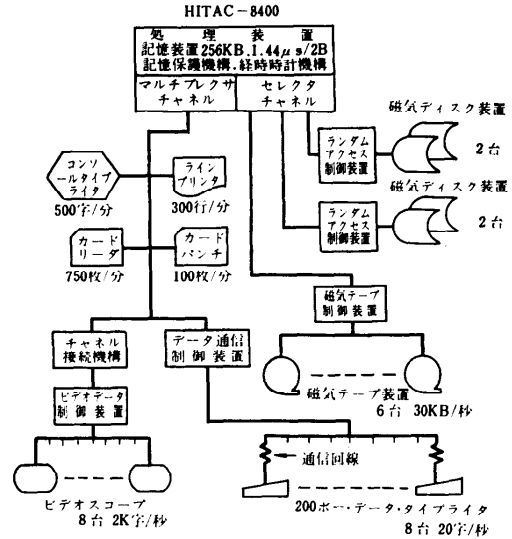 HITAC-8400
処理装置
記憶装置256KB.1.44μs/2B
記憶保護機構.経時時計機構
マルチプレクサ
チャネル
セレクタ
チャネル
磁気ディスク装置
2台
ランダム
アクセス
制御装置
コンソ
ールタイプ
ライタ
500字/分
ライン
プリンタ
300行/分
磁気ディスク装置
2台
ランダム
アクセス
制御装置
カード
リーダ
750枚/分
カード
パンチ
100枚/分
磁気テープ
制御装置
チャネル
接続機構
データ通信
制御装置
磁気テープ装置
6台 30KB/秒
ビデオデータ
制御装置
通信回線
ビデオスコープ
8台 2K字/秒
200ボー・データ・タイプライタ
8台 20字/秒